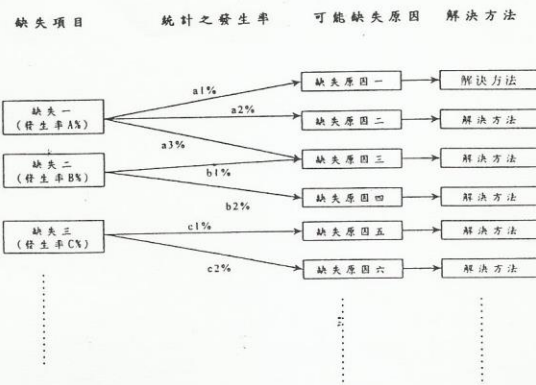 缺失項目 統計之發生率 可能缺失原因 解決方法
a1% 缺失原因一 解決方法
缺失一
(發生率A%)
a2% 缺失原因二 解決方法
a3% 缺失原因三 解決方法
缺失二
(發生率B%)
b1%
b2% 缺失原因四 解決方法
缺失三
(發生率C%)
c1% 缺失原因五 解決方法
c2% 缺失原因六 解決方法